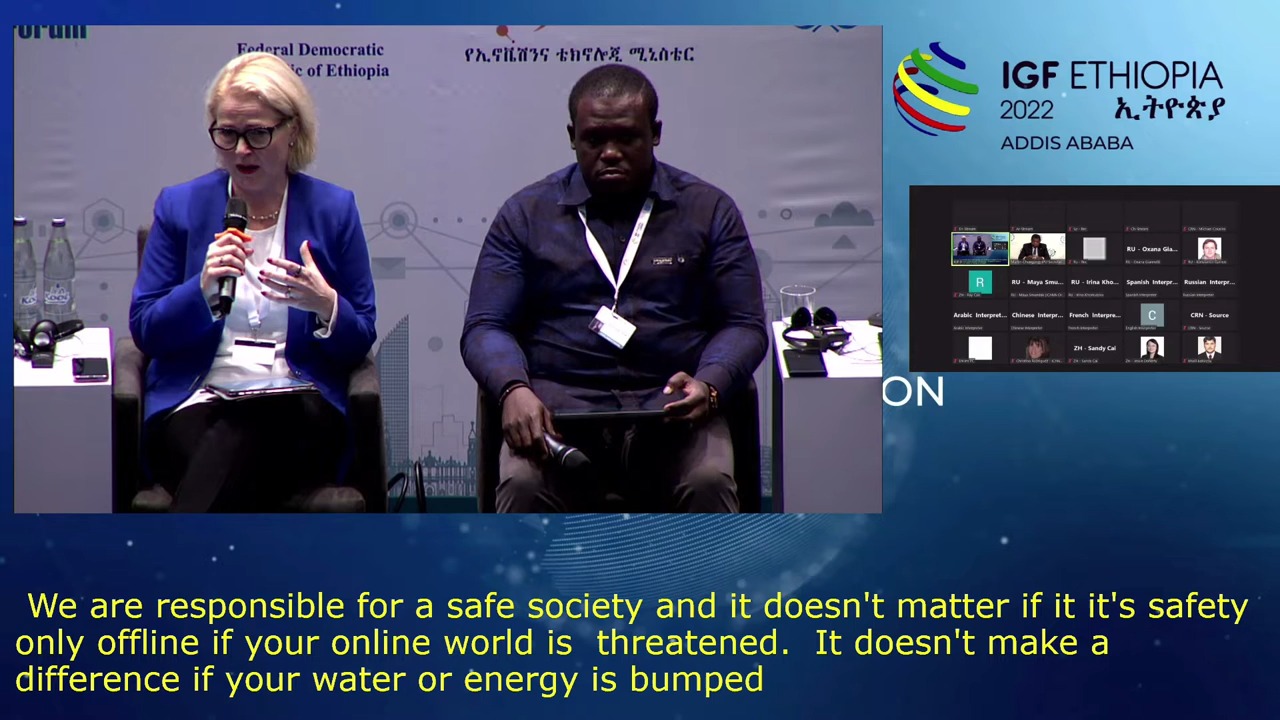 orum
Federal Democratic
ic of Ethiopia
የኢኖቬሽንና ቴክኖሎጂ ሚኒስቴር
IGF ETHIOPIA
2022 ኢትዮጵያ
ADDIS ABABA
RU - Oxana Gia...
R
RU - Maya Smu...
RU - Irina Kho...
Spanish Interpr...
Russian Interpr...
Arabic Interpret...
Chinese Interpr...
French Interpre...
C
CRN - Source
ZH - Sandy Cai
ON
We are responsible for a safe society and it doesn't matter if it it's safety
only offline if your online world is threatened. It doesn't make a
difference if your water or energy is bumped